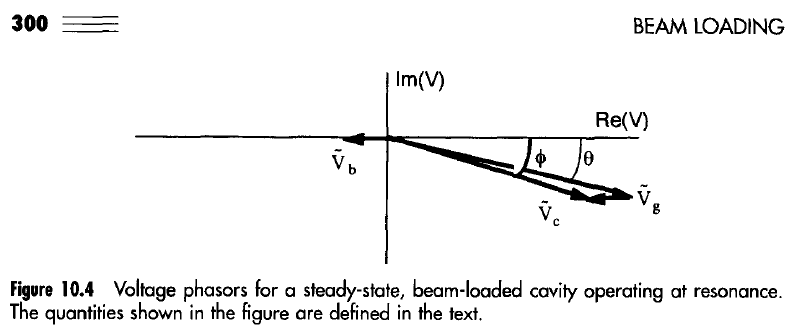 300 BEAM LOADING
Im(V)
Re(V)
Ṽb
ϕ
θ
Ṽc
Ṽg
Figure 10.4 Voltage phasors for a steady-state, beam-loaded cavity operating at resonance.
The quantities shown in the figure are defined in the text.